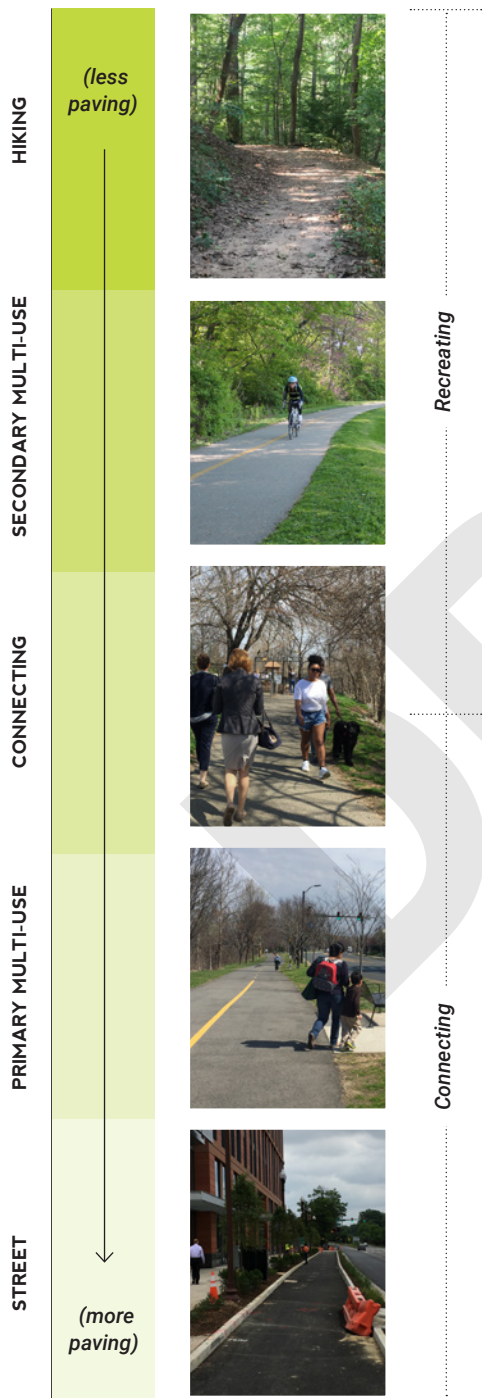 HIKING
(less
paving)
SECONDARY MULTI-USE
Recreating
CONNECTING
PRIMARY MULTI-USE
Connecting
STREET
(more
paving)